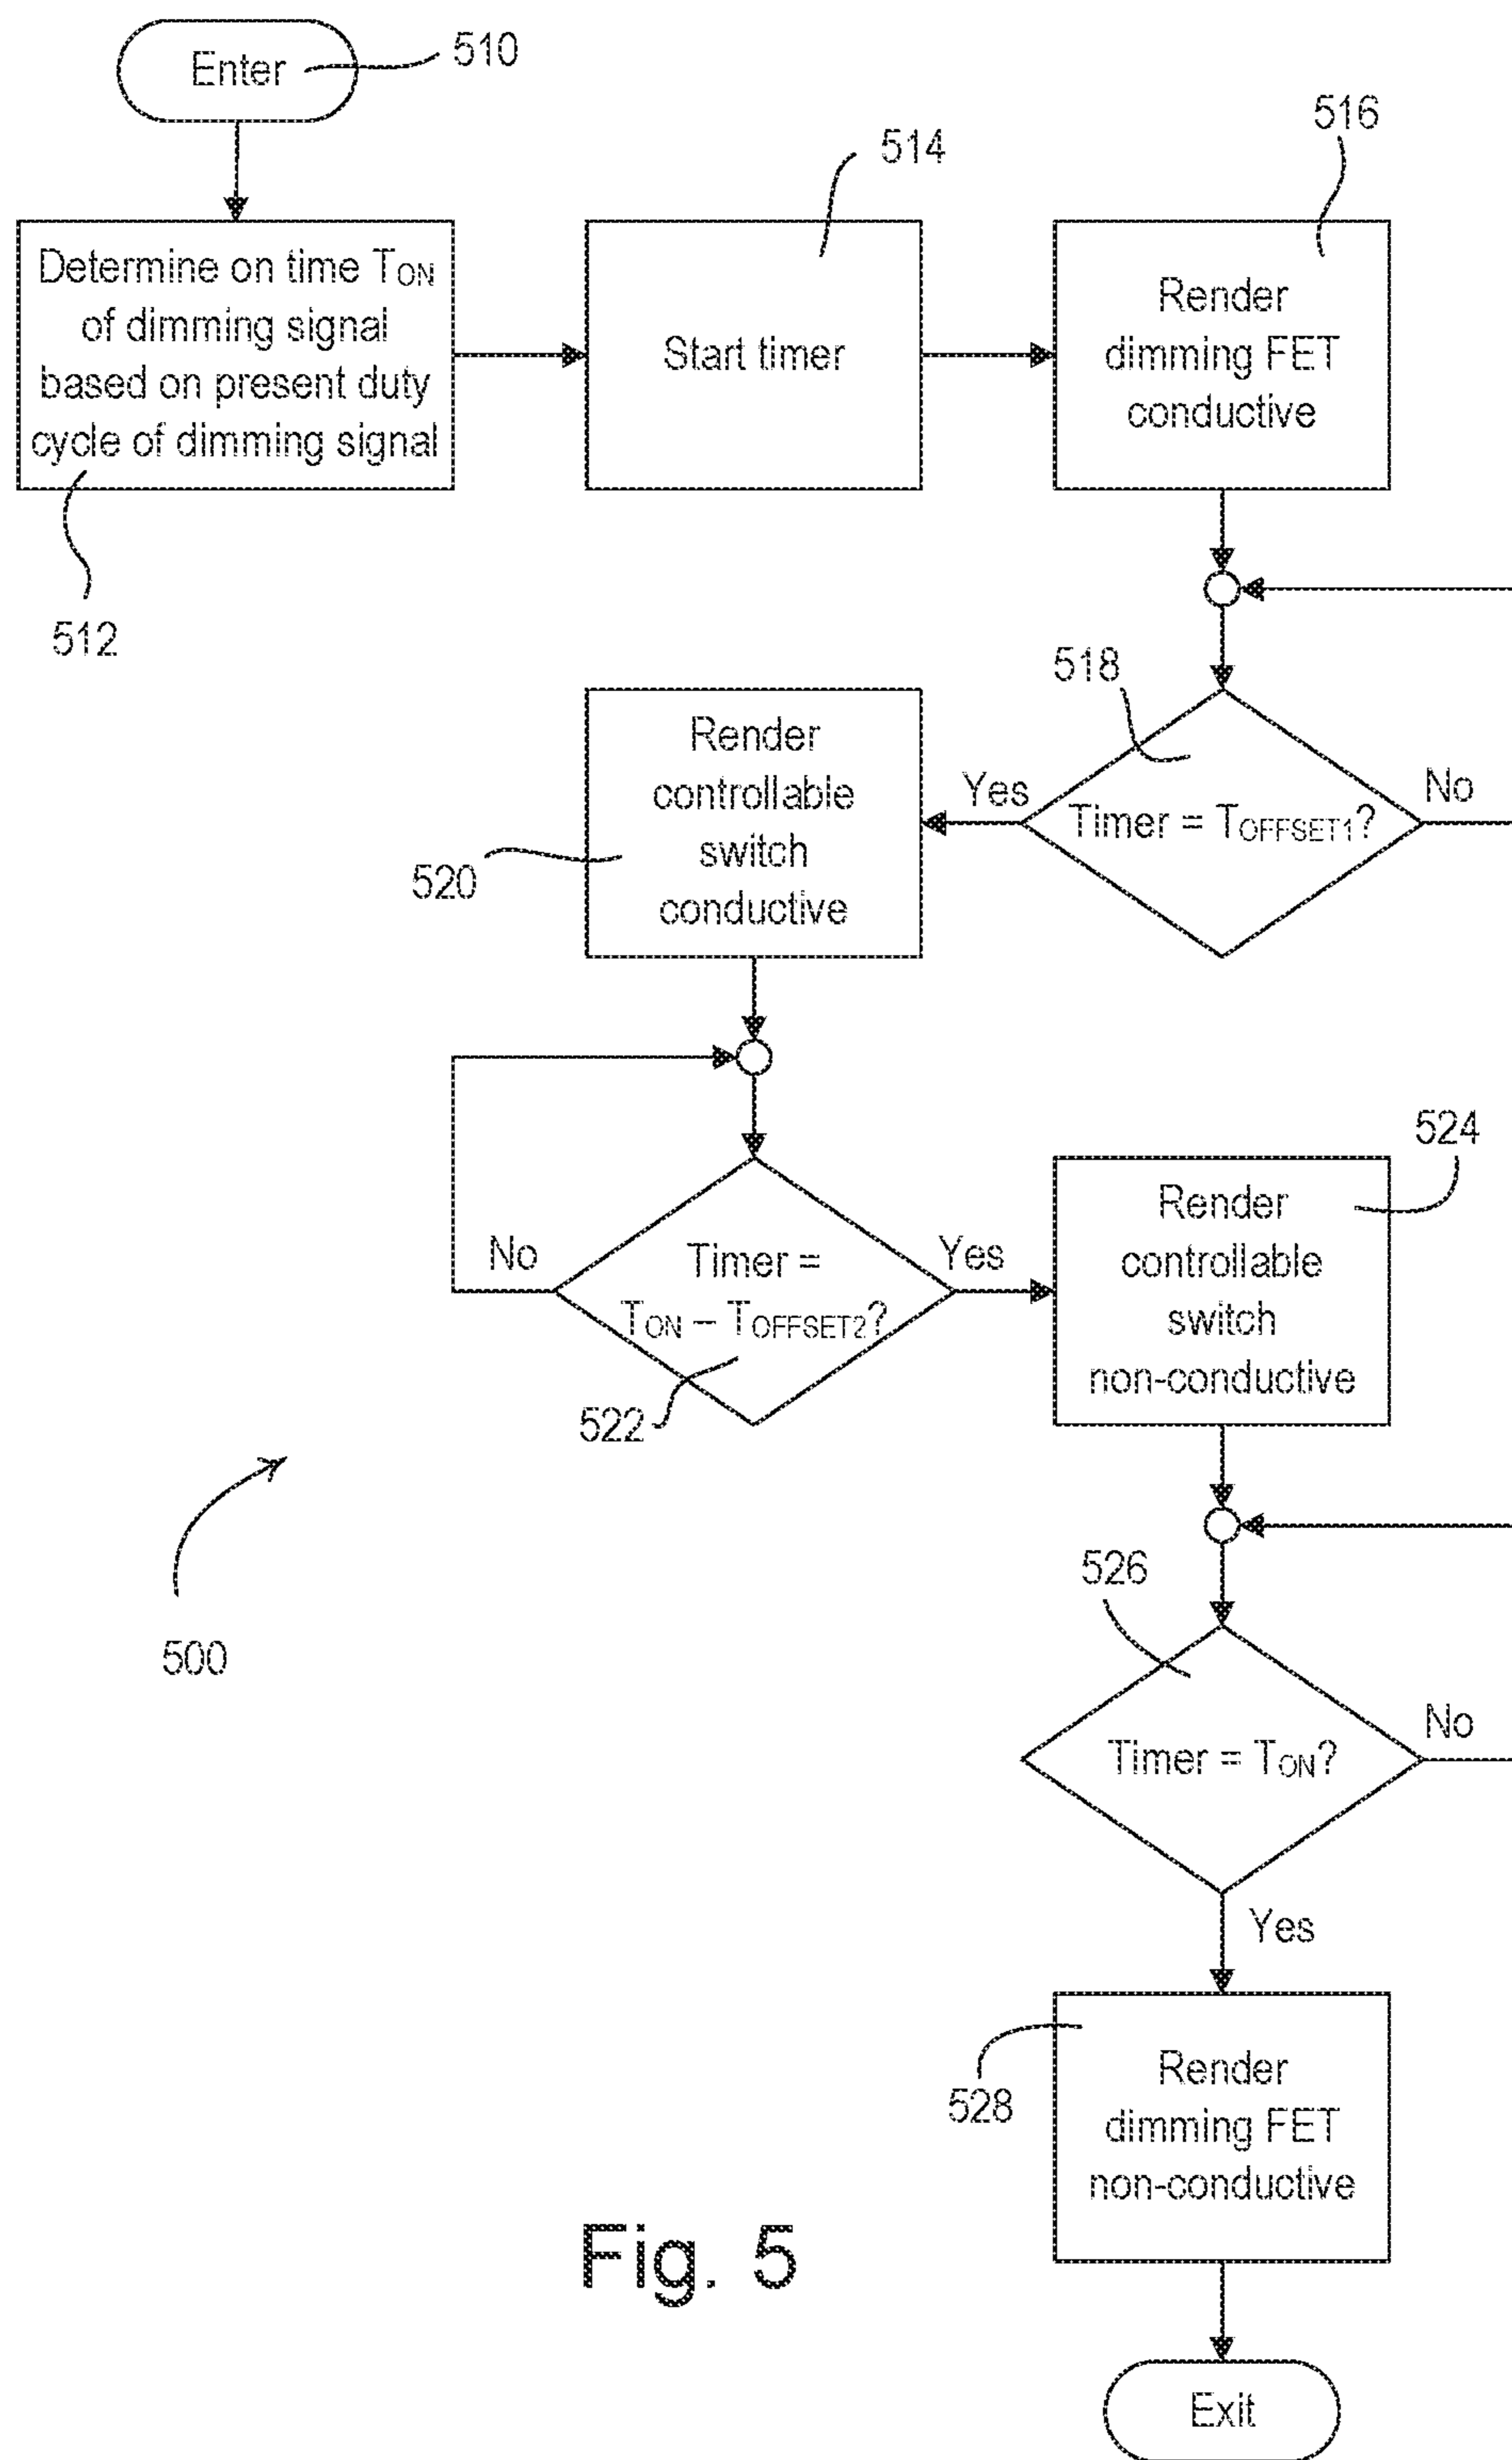 Enter
510
Determine on time TON
of dimming signal
based on present duty
cycle of dimming signal
512
514
Start timer
516
Render
dimming FET
conductive
518
Timer = TOFFSET1?
Yes
No
Render
controllable
switch
conductive
520
Timer =
TON – TOFFSET2?
No
Yes
522
524
Render
controllable
switch
non-conductive
500
526
Timer = TON?
No
Yes
528
Render
dimming FET
non-conductive
Exit
Fig. 5